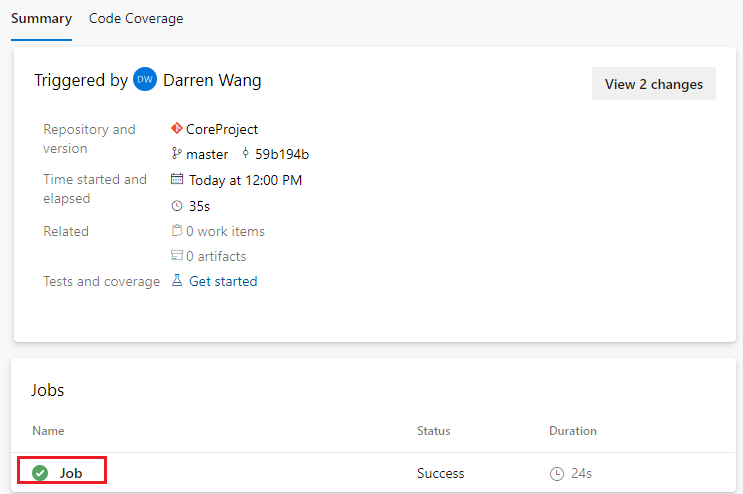 Summary Code Coverage
Triggered by DW Darren Wang
View 2 changes
Repository and version
CoreProject
master 59b194b
Time started and elapsed
Today at 12:00 PM
35s
Related
0 work items
0 artifacts
Tests and coverage
Get started
Jobs
Name Status Duration
Job Success 24s